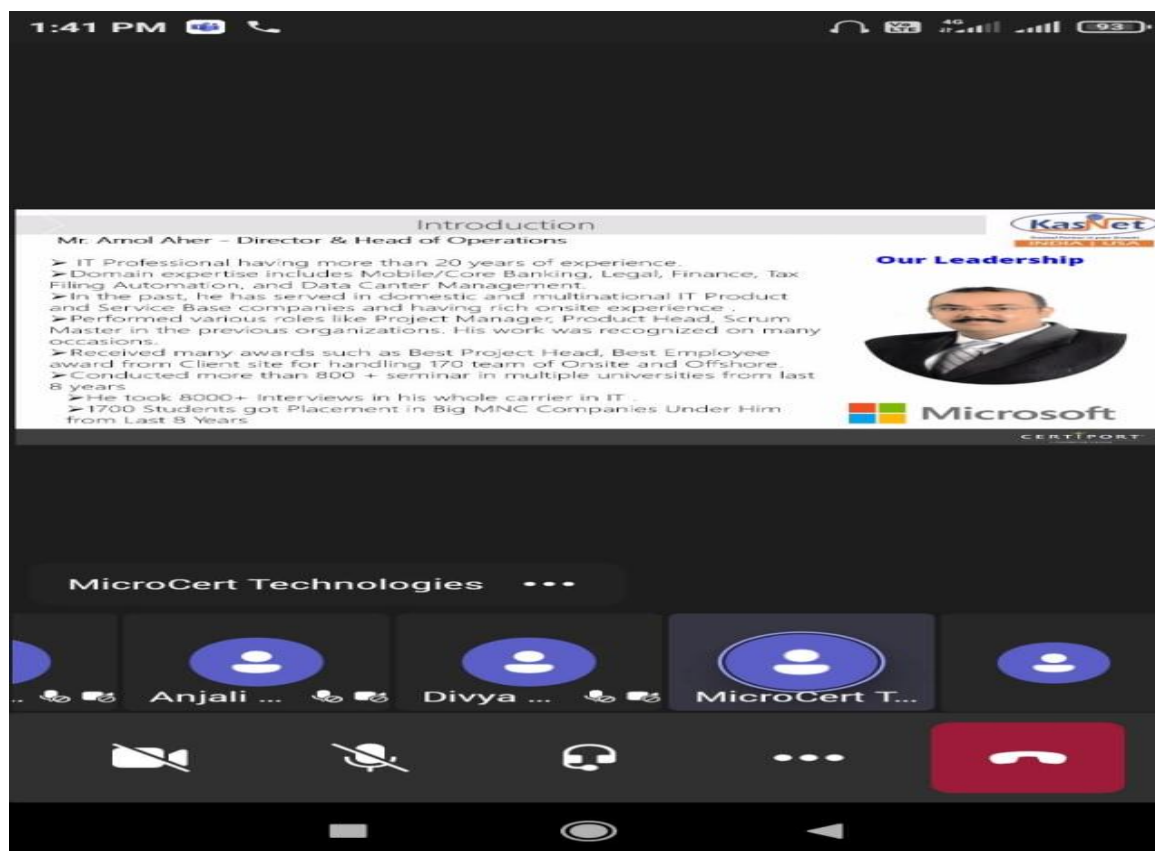 1:41 PM
Vo LTE
4G
93
Introduction
KasNet
INDIA | USA
Mr. Amol Aher – Director & Head of Operations
Our Leadership
➢ IT Professional having more than 20 years of experience.
➢Domain expertise includes Mobile/Core Banking, Legal, Finance, Tax
Filing Automation, and Data Canter Management.
➢In the past, he has served in domestic and multinational IT Product
and Service Base companies and having rich onsite experience .
➢Performed various roles like Project Manager, Product Head, Scrum
Master in the previous organizations. His work was recognized on many
occasions.
➢Received many awards such as Best Project Head, Best Employee
award from Client site for handling 170 team of Onsite and Offshore.
➢Conducted more than 800 + seminar in multiple universities from last
8 years
➢He took 8000+ Interviews in his whole carrier in IT .
➢1700 Students got Placement in Big MNC Companies Under Him
from Last 8 Years
Microsoft
CERTIPORT
MicroCert Technologies
Anjali ...
Divya ...
MicroCert T...